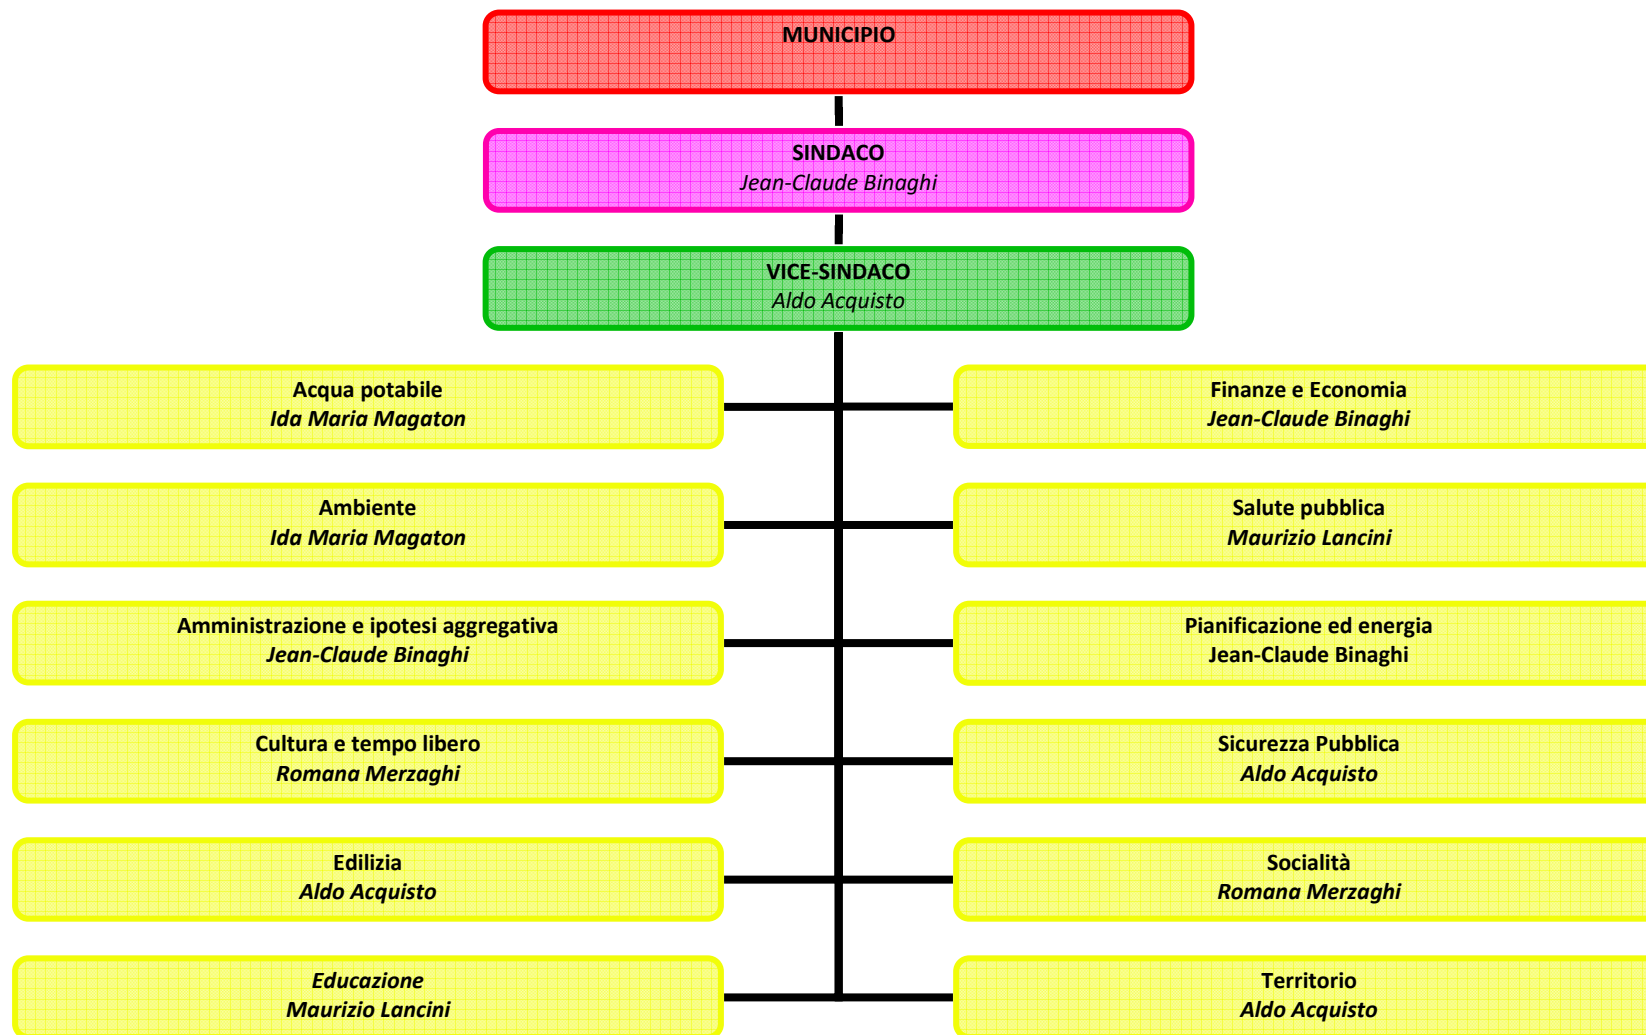 MUNICIPIO
SINDACO
Jean-Claude Binaghi
VICE-SINDACO
Aldo Acquisto
Acqua potabile
Ida Maria Magaton
Finanze e Economia
Jean-Claude Binaghi
Ambiente
Ida Maria Magaton
Salute pubblica
Maurizio Lancini
Amministrazione e ipotesi aggregativa
Jean-Claude Binaghi
Pianificazione ed energia
Jean-Claude Binaghi
Cultura e tempo libero
Romana Merzaghi
Sicurezza Pubblica
Aldo Acquisto
Edilizia
Aldo Acquisto
Socialità
Romana Merzaghi
Educazione
Maurizio Lancini
Territorio
Aldo Acquisto